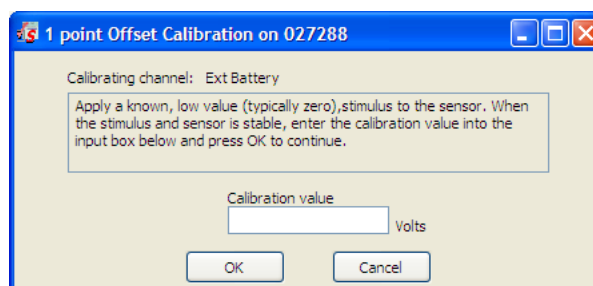 1 point Offset Calibration on 027288
Calibrating channel: Ext Battery
Apply a known, low value (typically zero),stimulus to the sensor. When
the stimulus and sensor is stable, enter the calibration value into the
input box below and press OK to continue.
Calibration value
Volts
OK Cancel